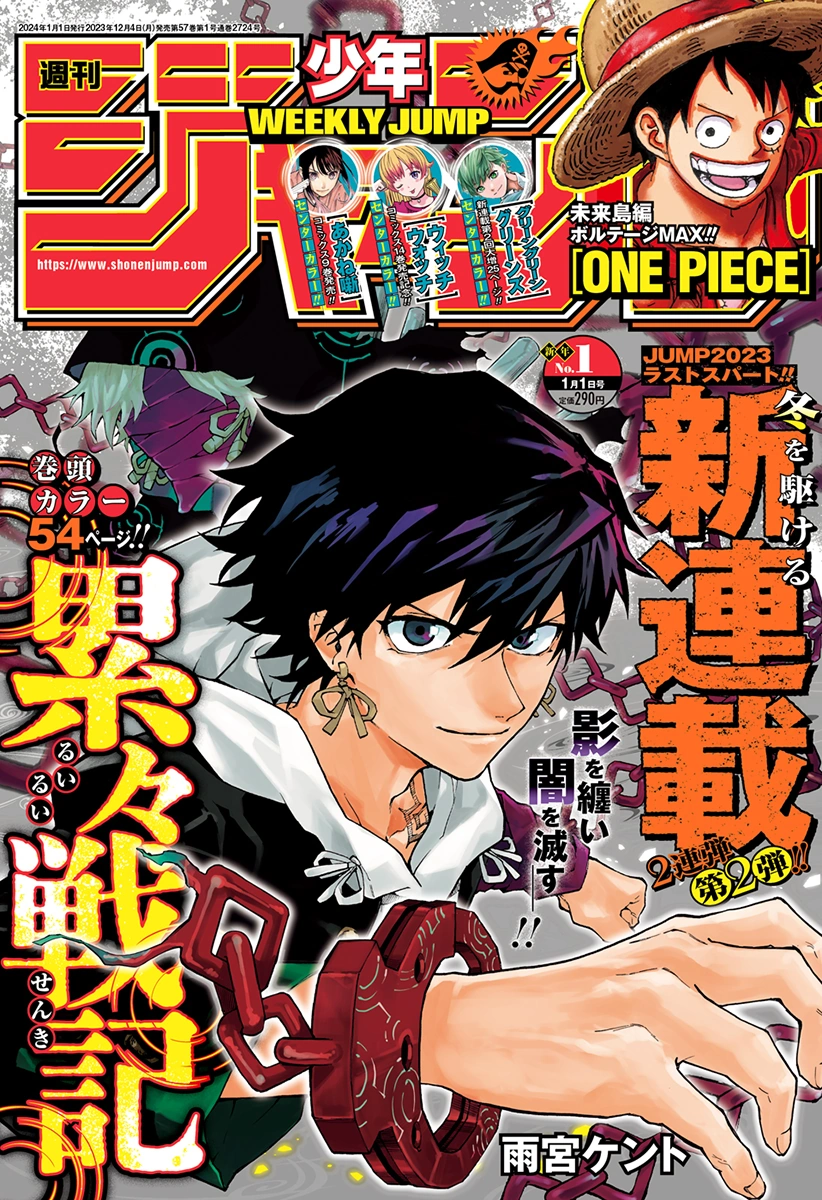 2024年1月1日発行2023年12月4日(月)発売第57巻第1号通巻2724号
週刊
少年
ジャンプ
WEEKLY JUMP
https://www.shonenjump.com
未来島編
ボルテージMAX!!
[ONE PIECE]
[グリーングリーングリーンズ]
新連載第2回大増25ページ!!
センターカラー!!
[ウィッチウォッチ]
コミックス14巻発売記念!!
センターカラー!!
[あかね噺]
コミックス9巻発売!!
センターカラー!!
新年
No.1
1月1日号
定価290円
JUMP2023
ラストスパート!!
冬を駆ける
新連載
2連弾
第2弾!!
巻頭
カラー
54ページ!!
累々戦記
るいるいせんき
影を纏い
闇を滅す――!!
雨宮ケント